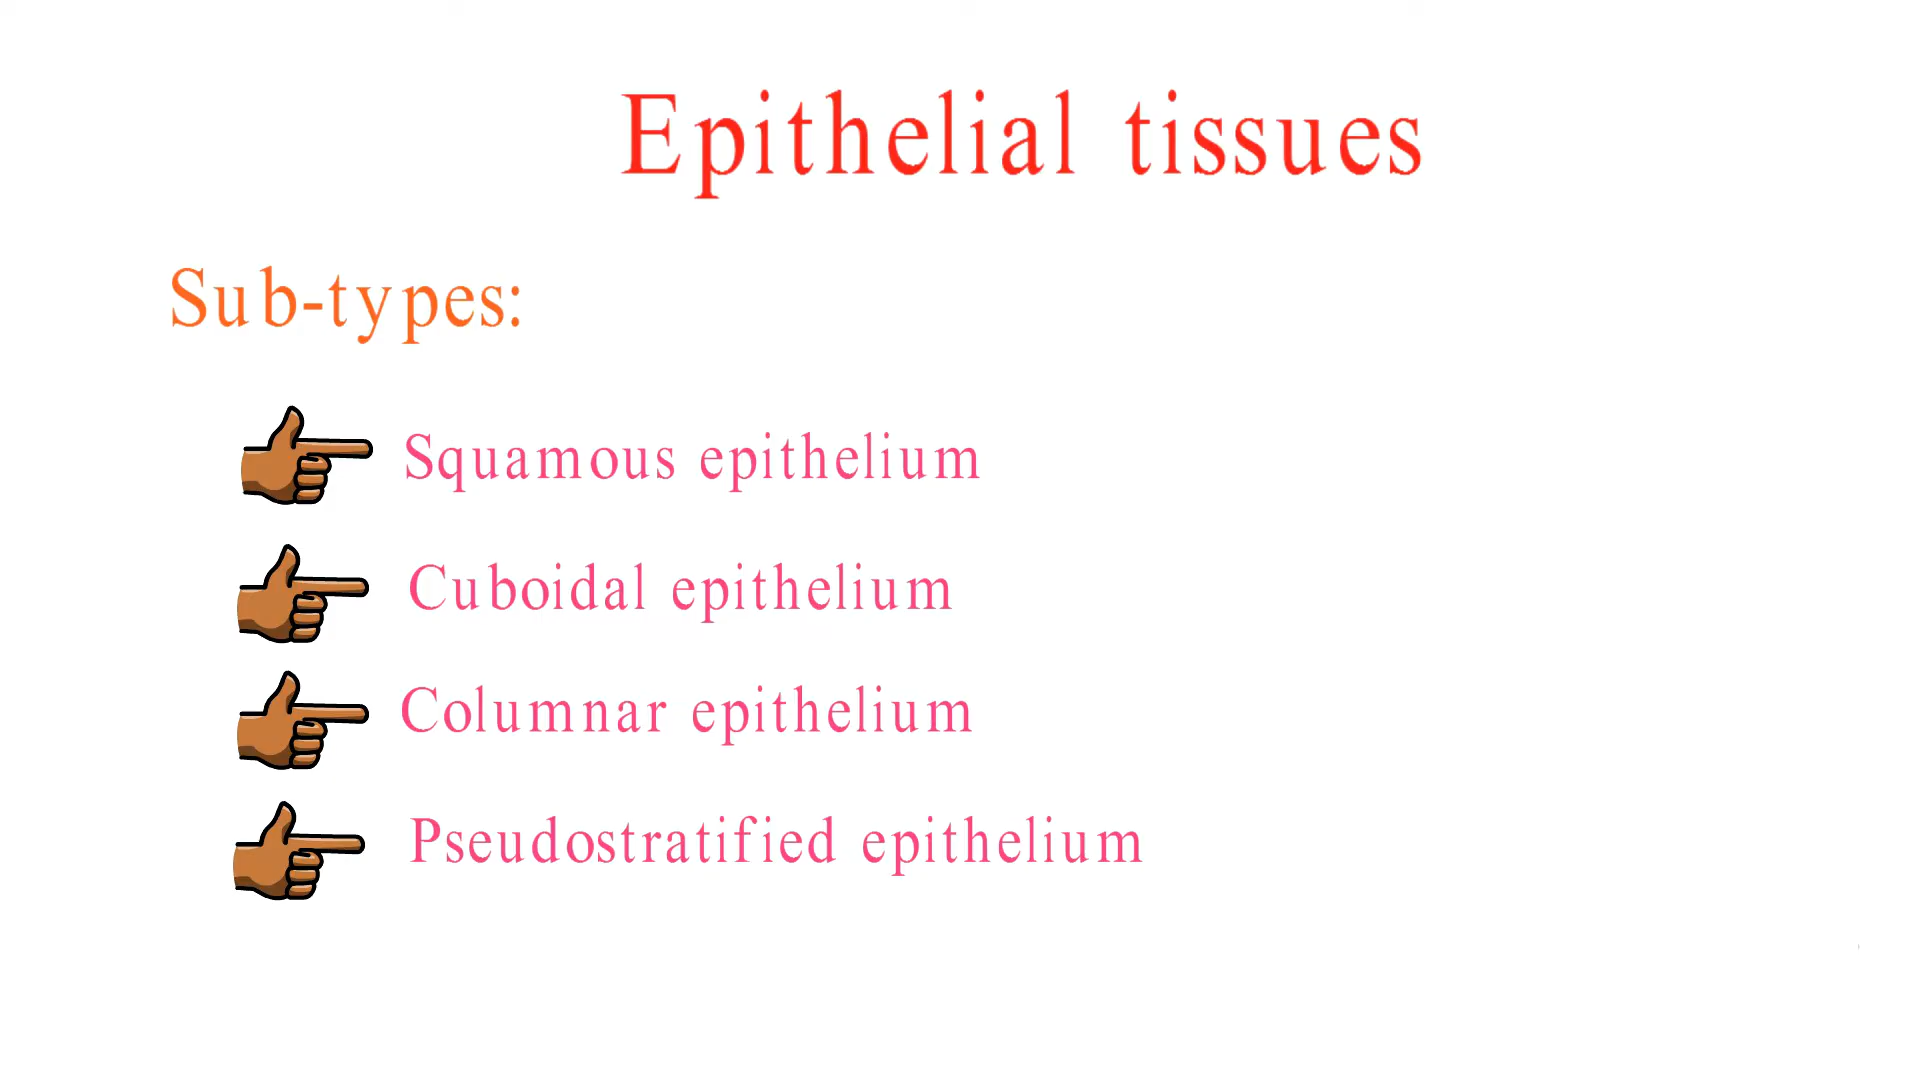 Epithelial tissues
Sub-types:
Squamous epithelium
Cuboidal epithelium
Columnar epithelium
Pseudostratified epithelium